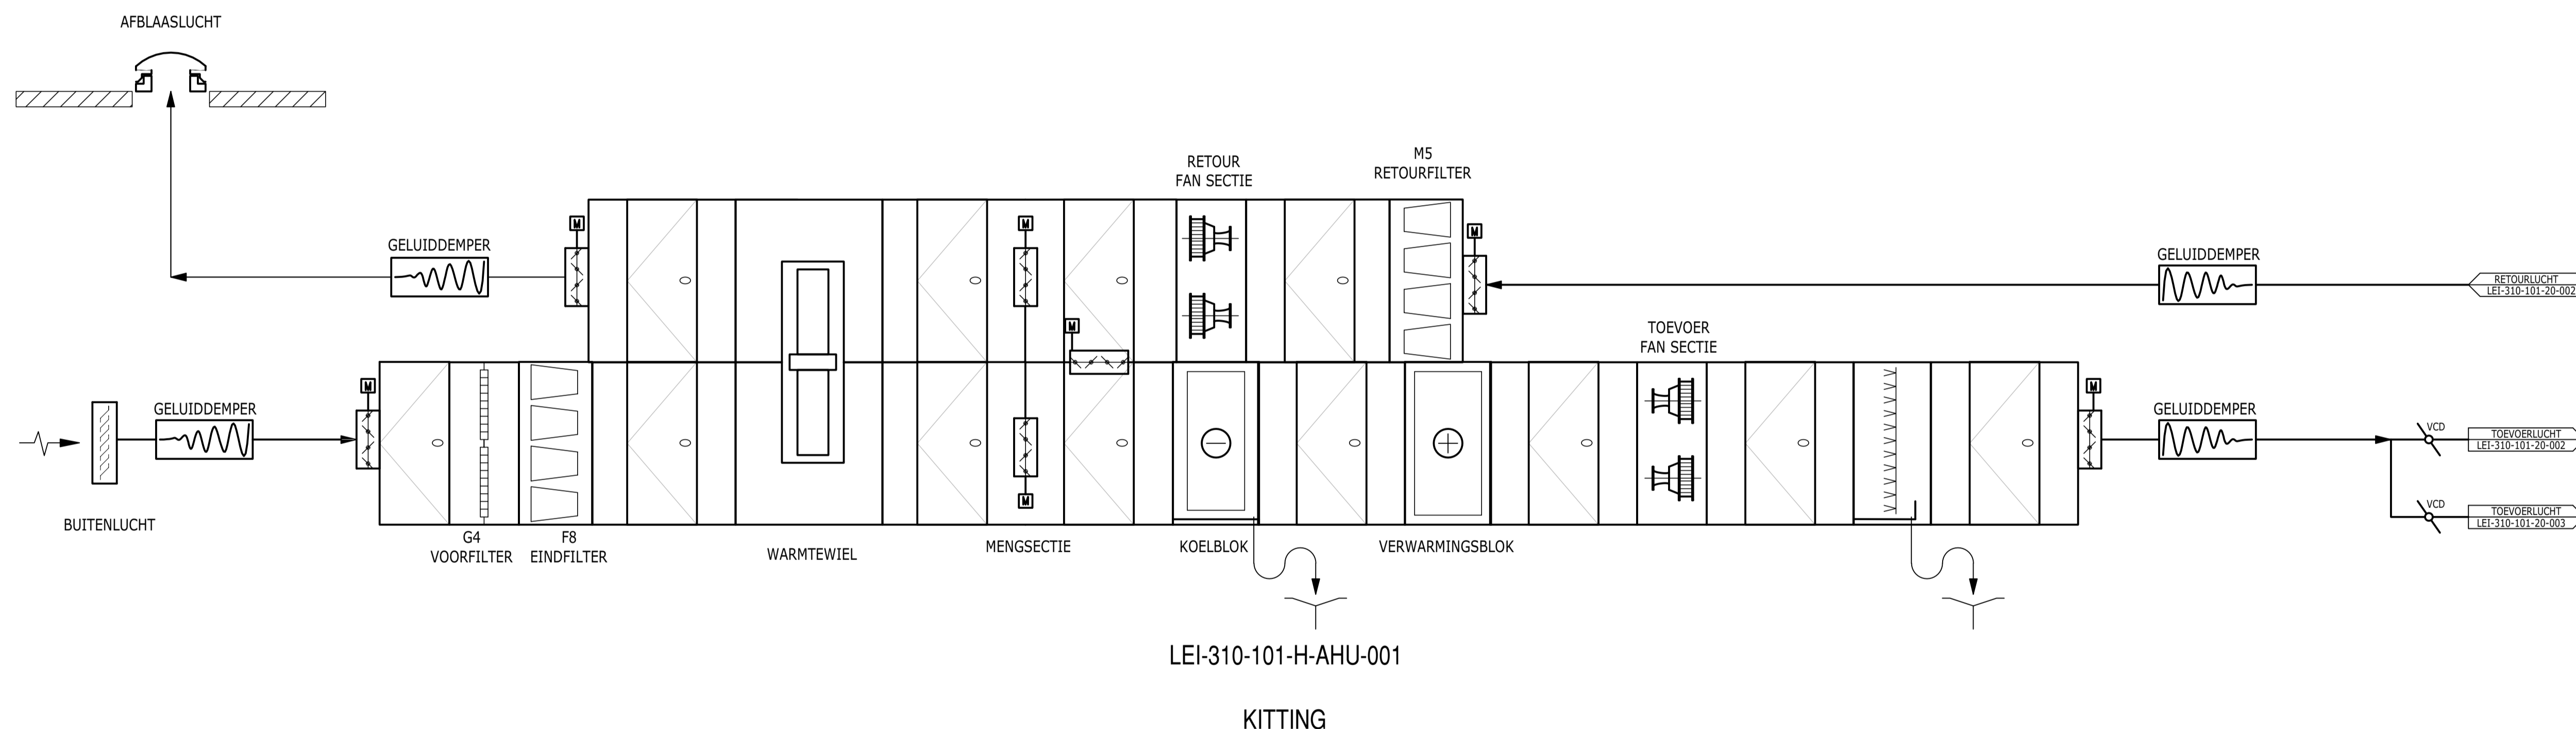 AFBLAASLUCHT
RETOUR
FAN SECTIE
M5
RETOURFILTER
M
M
M
GELUIDDEMPER
GELUIDDEMPER
RETOURLUCHT
LEI-310-101-20-002
M
TOEVOER
FAN SECTIE
M
M
GELUIDDEMPER
GELUIDDEMPER
VCD
TOEVOERLUCHT
LEI-310-101-20-002
M
VCD
TOEVOERLUCHT
LEI-310-101-20-003
BUITENLUCHT
G4
VOORFILTER
F8
EINDFILTER
WARMTEWIEL
MENGSECTIE
KOELBLOK
VERWARMINGSBLOK
LEI-310-101-H-AHU-001
KITTING